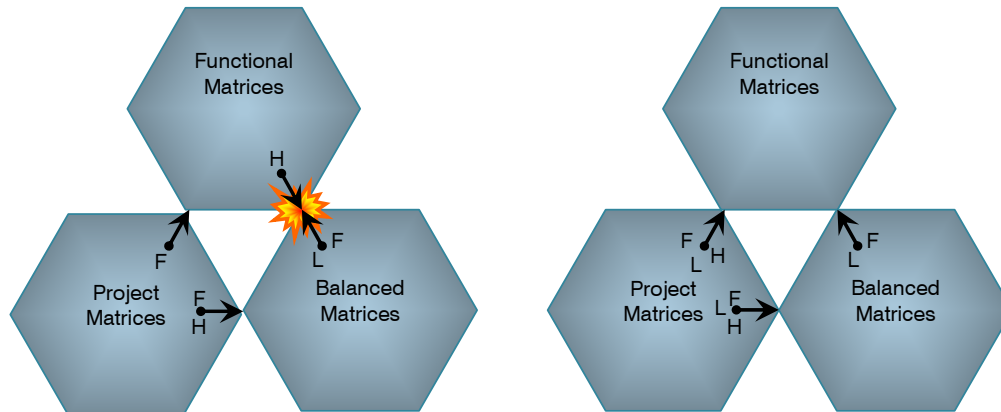 Functional
Matrices
H
F
F
L
Project
Matrices
F
H
Balanced
Matrices
Functional
Matrices
F
H
L
F
L
Project
Matrices
F
L
H
Balanced
Matrices